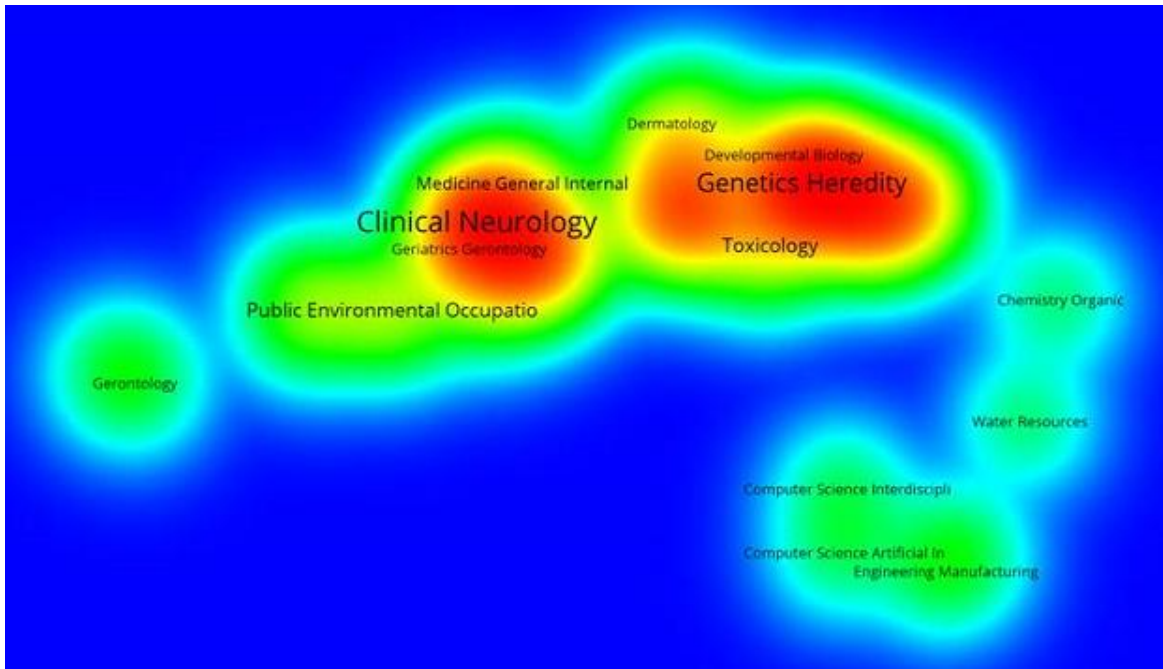 Dermatology
Developmental Biology
Medicine General Internal
Genetics Heredity
Clinical Neurology
Geriatrics Gerontology
Toxicology
Chemistry Organic
Public Environmental Occupatio
Gerontology
Water Resources
Computer Science Interdiscipli
Computer Science Artificial In
Engineering Manufacturing